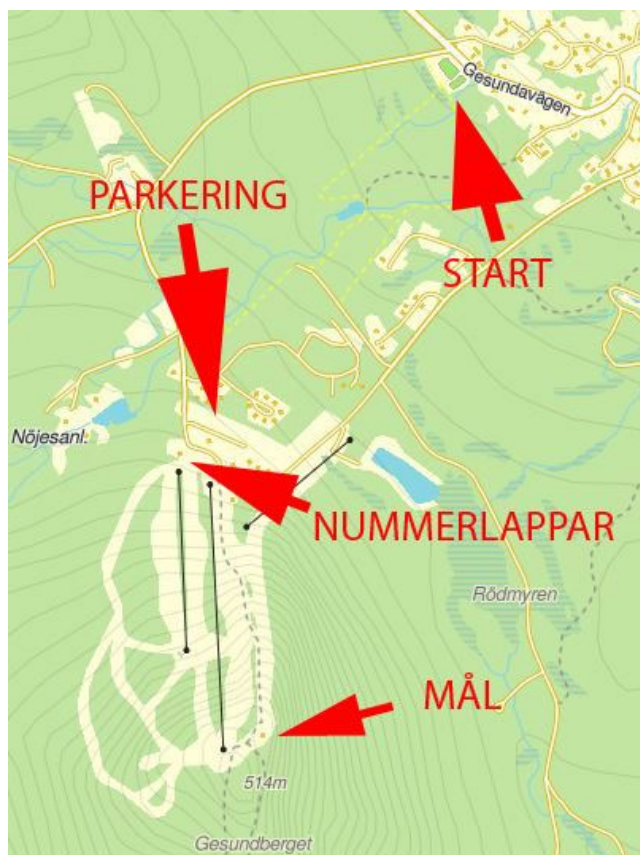 Gesundavägen
PARKERING
START
Nöjesanl.
NUMMERLAPPAR
Rödmyren
MÅL
514m
Gesundberget